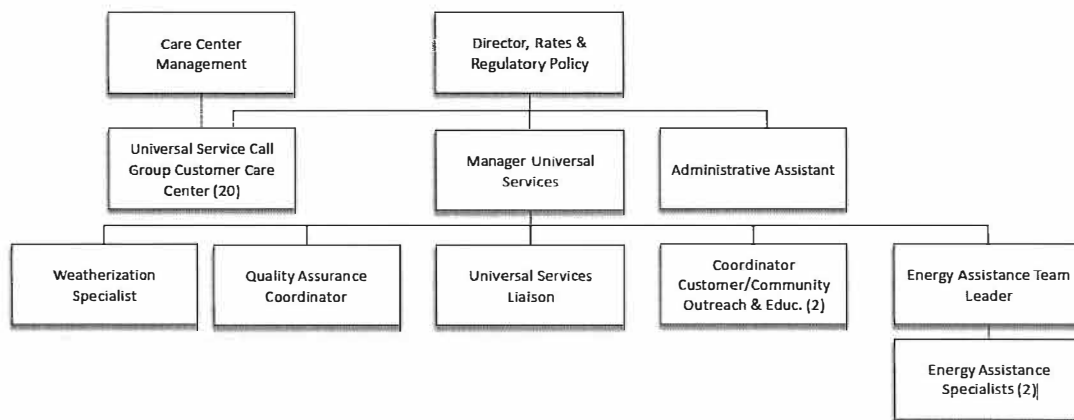 Care Center
Management
Director, Rates &
Regulatory Policy
Universal Service Call
Group Customer Care
Center (20)
Manager Universal
Services
Administrative Assistant
Weatherization
Specialist
Quality Assurance
Coordinator
Universal Services
Liaison
Coordinator
Customer/Community
Outreach & Educ. (2)
Energy Assistance Team
Leader
Energy Assistance
Specialists (2)